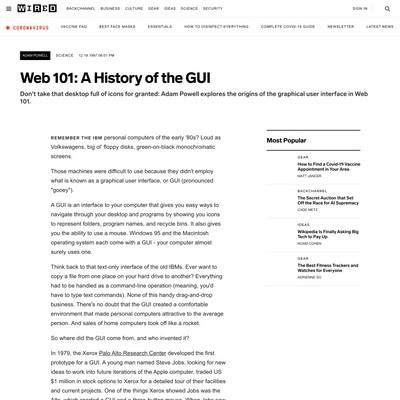 WIRED
BACKCHANNEL BUSINESS CULTURE GEAR IDEAS SCIENCE SECURITY
SIGN IN
CORONAVIRUS
VACCINE FAQ
BEST FACE MASKS
ESSENTIALS
HOW TO DISINFECT EVERYTHING
COMPLETE COVID-19 GUIDE
NEWSLETTER
LATEST NEWS
ADAM POWELL SCIENCE 12.19.1997 06:01 PM
Web 101: A History of the GUI
Don't take that desktop full of icons for granted: Adam Powell explores the origins of the graphical user interface in Web
101.
REMEMBER THE IBM personal computers of the early '80s? Loud as
Volkswagens, big ol' floppy disks, green-on-black monochromatic
screens.
Those machines were difficult to use because they didn't employ
what is known as a graphical user interface, or GUI (pronounced
"gooey").
A GUI is an interface to your computer that gives you easy ways to
navigate through your desktop and programs by showing you icons
to represent folders, program names, and recycle bins. It also gives
you the ability to use a mouse. Windows 95 and the Macintosh
operating system each come with a GUI - your computer almost
surely uses one.
Think back to that text-only interface of the old IBMs. Ever want to
copy a file from one place on your hard drive to another? Everything
had to be handled as a command-line operation (meaning, you'd
have to type commands). None of this handy drag-and-drop
business. There's no doubt that the GUI created a comfortable
environment that made personal computers attractive to the average
person. And sales of home computers took off like a rocket.
So where did the GUI come from, and who invented it?
In 1979, the Xerox Palo Alto Research Center developed the first
prototype for a GUI. A young man named Steve Jobs, looking for new
ideas to work into future iterations of the Apple computer, traded US
$1 million in stock options to Xerox for a detailed tour of their facilities
and current projects. One of the things Xerox showed Jobs was the
Most Popular
GEAR
How to Find a Covid-19 Vaccine
Appointment in Your Area
MATT JANCER
BACKCHANNEL
The Secret Auction that Set
Off the Race for AI Supremacy
CADE METZ
IDEAS
Wikipedia Is Finally Asking Big
Tech to Pay Up
NOAM COHEN
GEAR
The Best Fitness Trackers and
Watches for Everyone
ADRIENNE SO